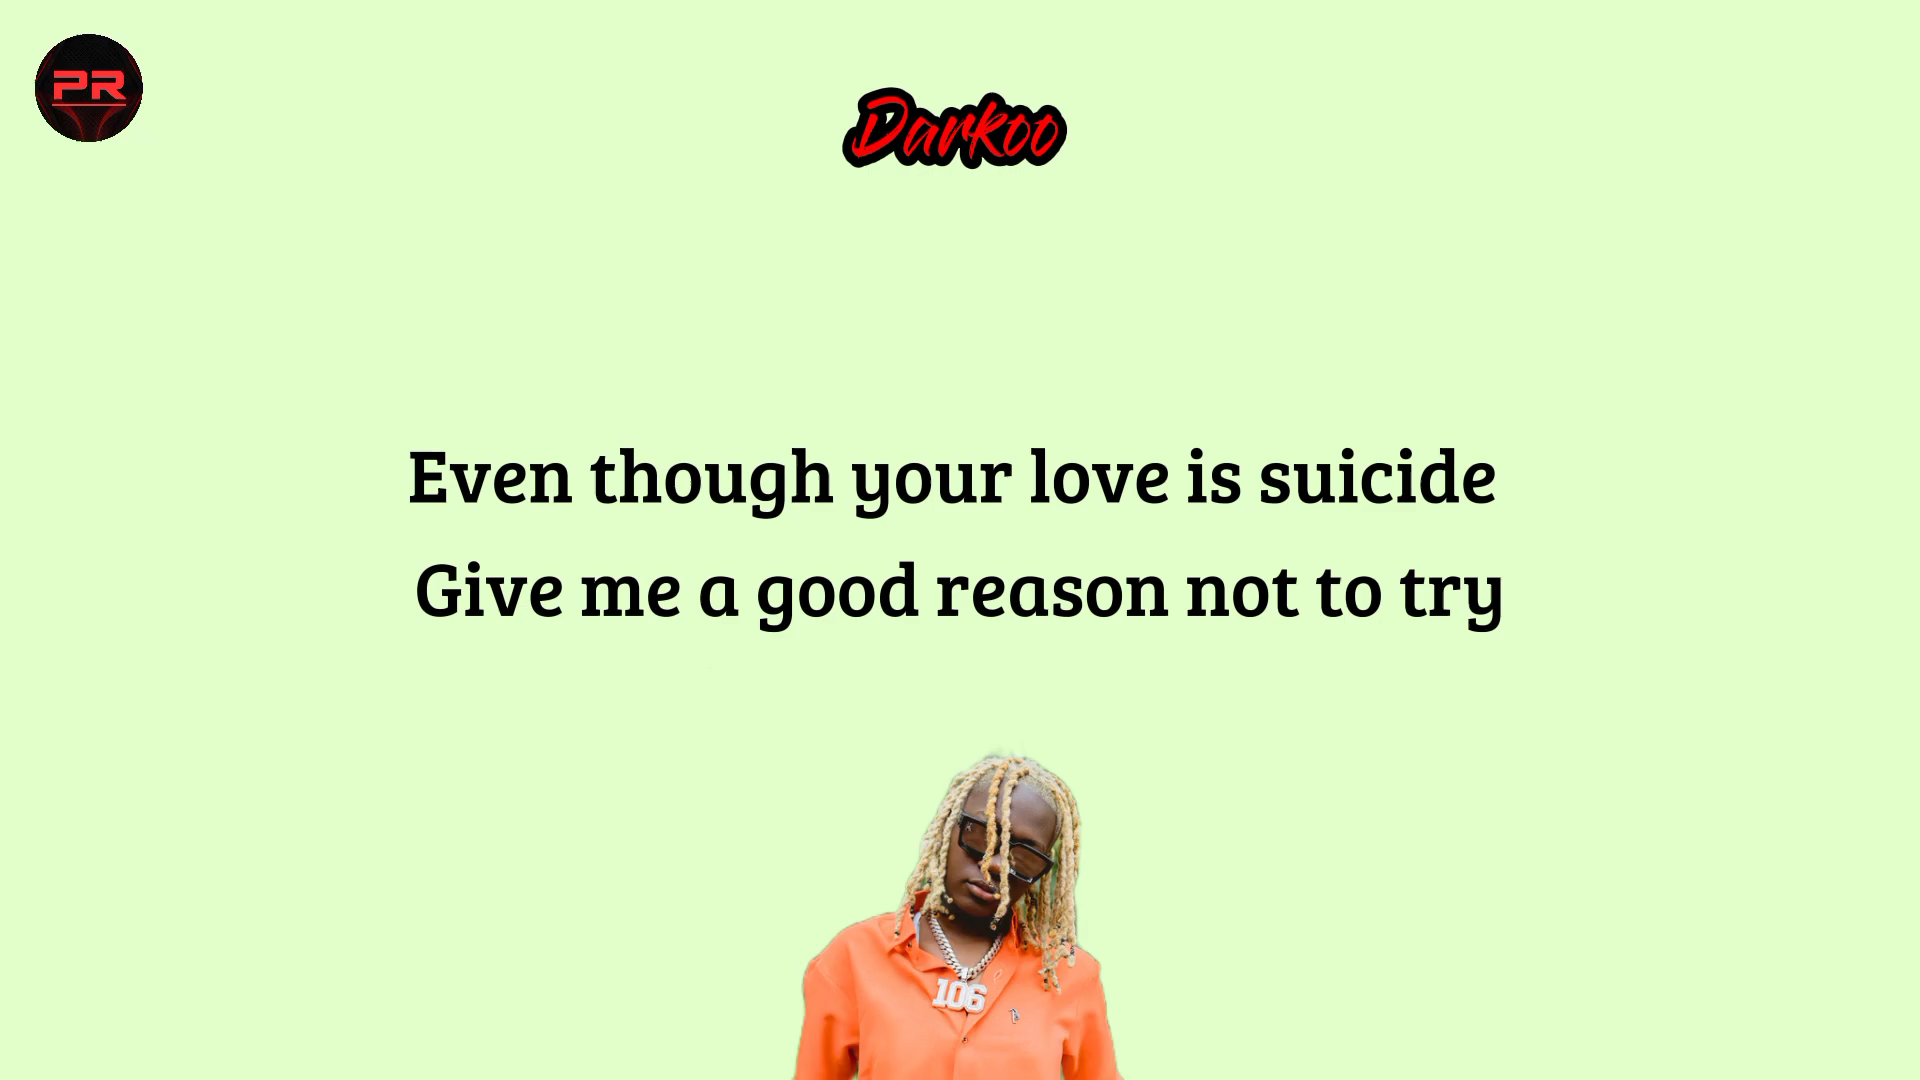 PR
Darkoo
Even though your love is suicide
Give me a good reason not to try
106